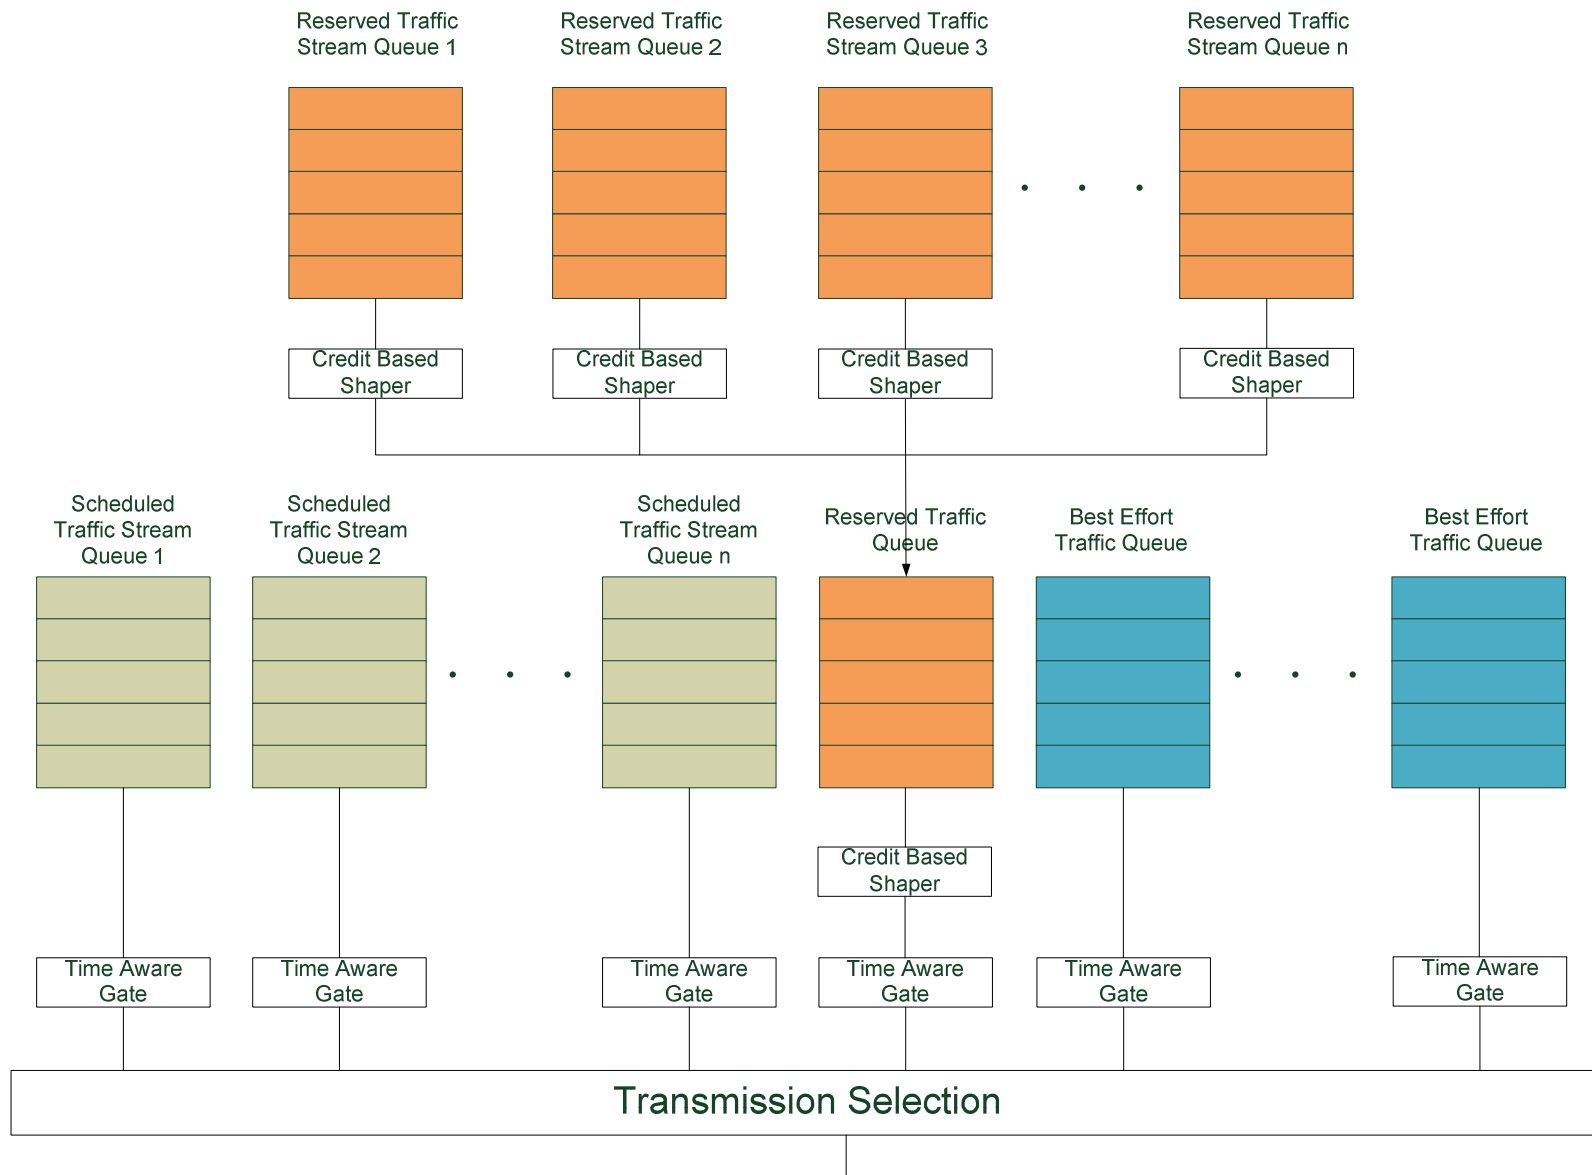 Reserved Traffic
Stream Queue 1
Reserved Traffic
Stream Queue 2
Reserved Traffic
Stream Queue 3
Reserved Traffic
Stream Queue n
Credit Based
Shaper
Credit Based
Shaper
Credit Based
Shaper
Credit Based
Shaper
Scheduled
Traffic Stream
Queue 1
Scheduled
Traffic Stream
Queue 2
Scheduled
Traffic Stream
Queue n
Reserved Traffic
Queue
Best Effort
Traffic Queue
Best Effort
Traffic Queue
Credit Based
Shaper
Time Aware
Gate
Time Aware
Gate
Time Aware
Gate
Time Aware
Gate
Time Aware
Gate
Time Aware
Gate
Transmission Selection